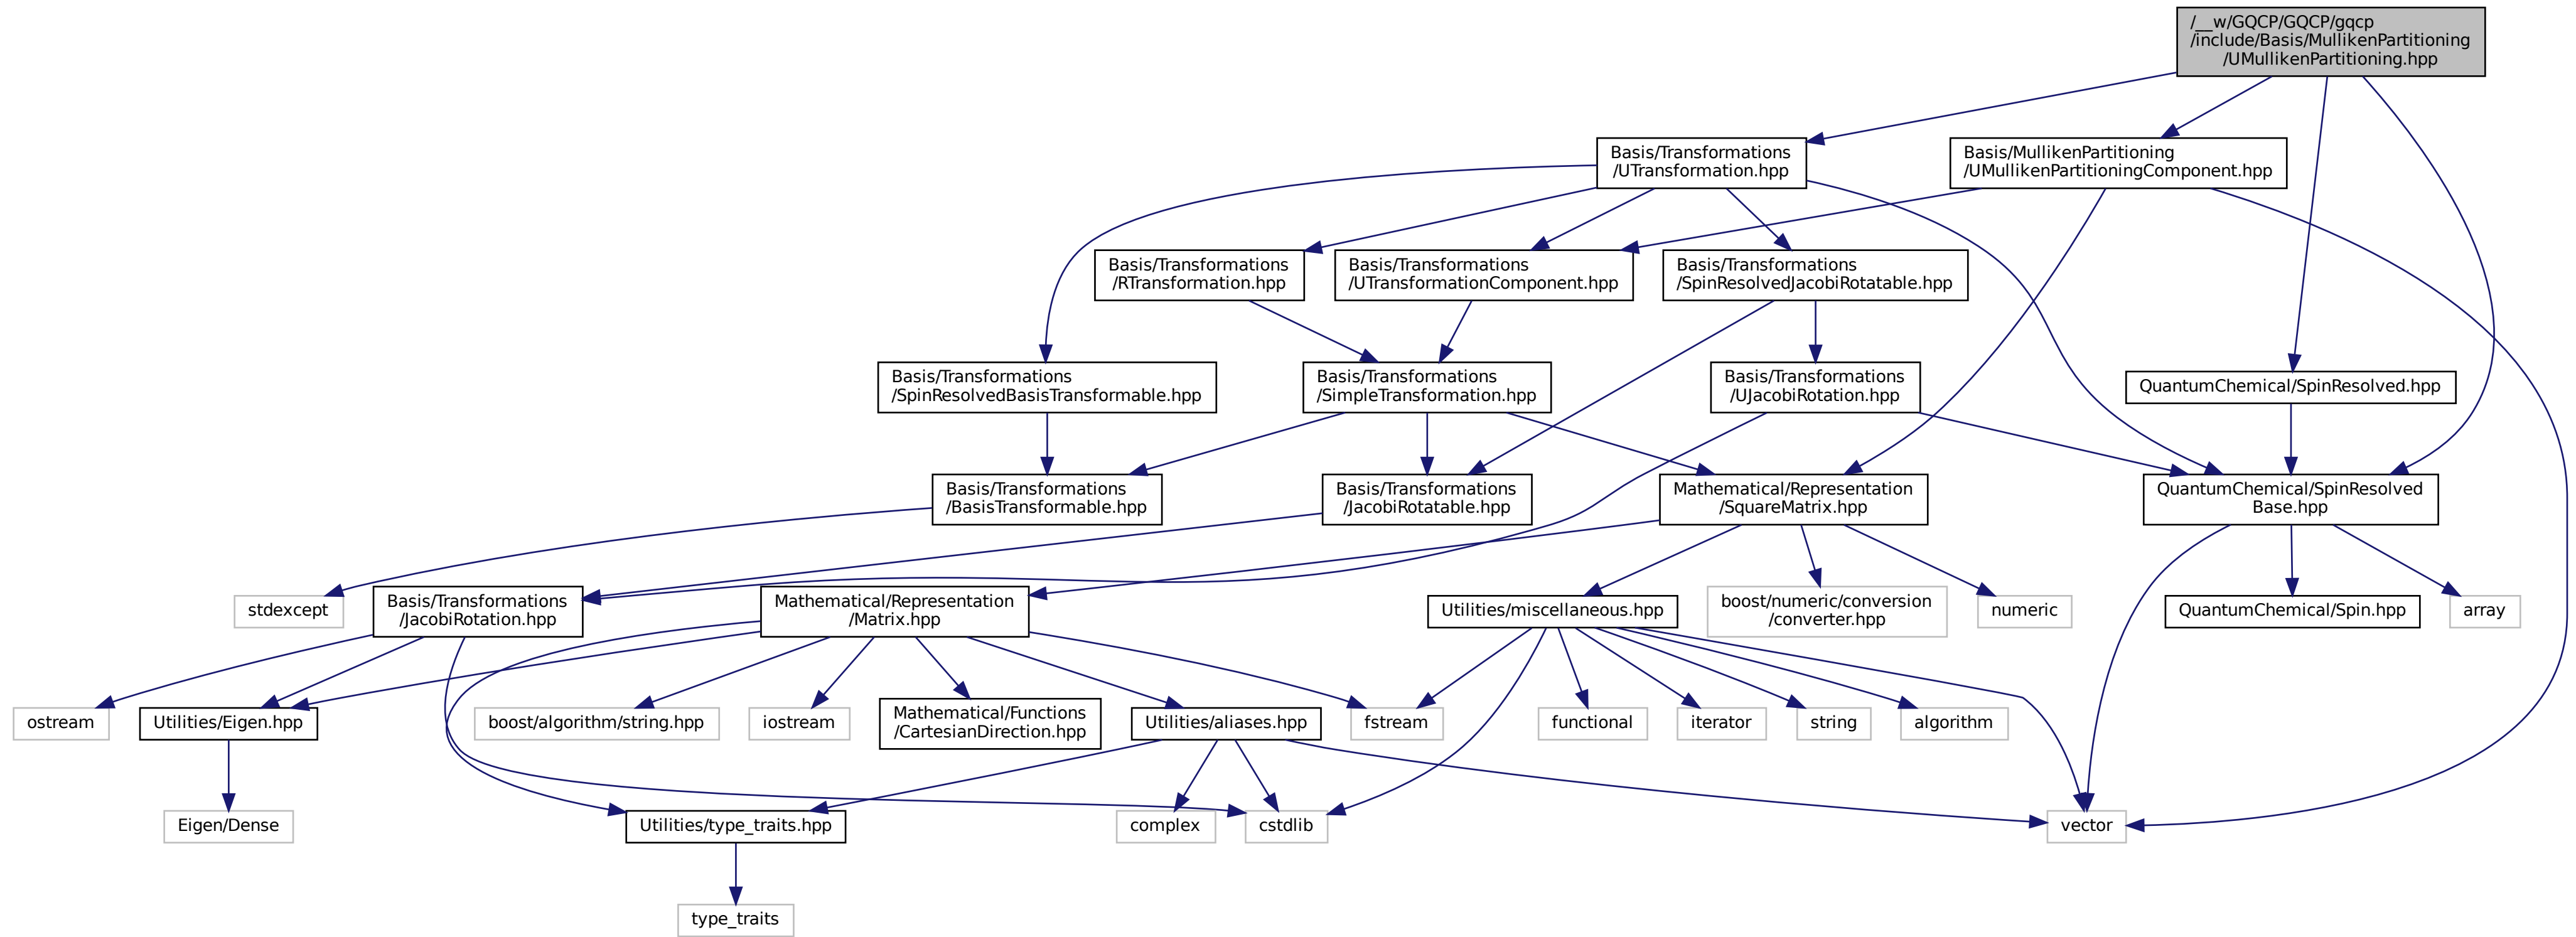 /__w/GQCP/GQCP/gqcp
/include/Basis/MullikenPartitioning
/UMullikenPartitioning.hpp
Basis/Transformations
/UTransformation.hpp
Basis/MullikenPartitioning
/UMullikenPartitioningComponent.hpp
Basis/Transformations
/RTransformation.hpp
Basis/Transformations
/UTransformationComponent.hpp
Basis/Transformations
/SpinResolvedJacobiRotatable.hpp
Basis/Transformations
/SpinResolvedBasisTransformable.hpp
Basis/Transformations
/SimpleTransformation.hpp
Basis/Transformations
/UJacobiRotation.hpp
QuantumChemical/SpinResolved.hpp
Basis/Transformations
/BasisTransformable.hpp
Basis/Transformations
/JacobiRotatable.hpp
Mathematical/Representation
/SquareMatrix.hpp
QuantumChemical/SpinResolved
Base.hpp
stdexcept
Basis/Transformations
/JacobiRotation.hpp
Mathematical/Representation
/Matrix.hpp
Utilities/miscellaneous.hpp
boost/numeric/conversion
/converter.hpp
numeric
QuantumChemical/Spin.hpp
array
ostream
Utilities/Eigen.hpp
boost/algorithm/string.hpp
iostream
Mathematical/Functions
/CartesianDirection.hpp
Utilities/aliases.hpp
fstream
functional
iterator
string
algorithm
Eigen/Dense
Utilities/type_traits.hpp
complex
cstdlib
vector
type_traits